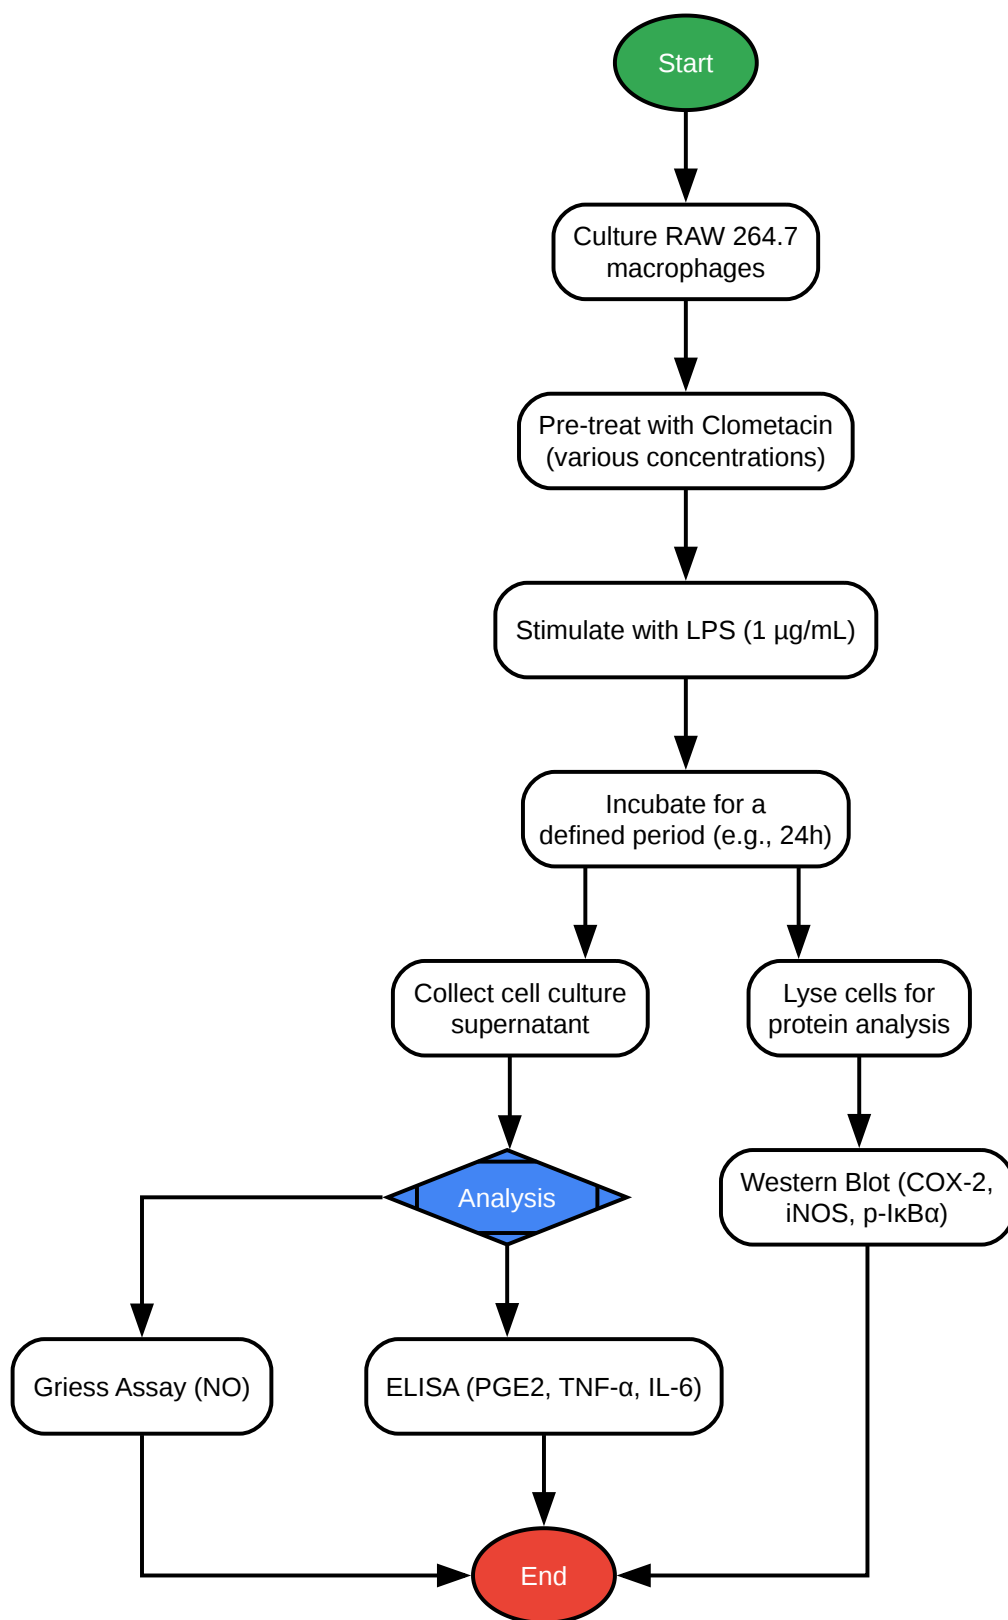 Start
Culture RAW 264.7
macrophages
Pre-treat with Clometacin
(various concentrations)
Stimulate with LPS (1 µg/mL)
Incubate for a
defined period (e.g., 24h)
Collect cell culture
supernatant
Lyse cells for
protein analysis
Analysis
Western Blot (COX-2,
iNOS, p-IκBα)
Griess Assay (NO)
ELISA (PGE2, TNF-α, IL-6)
End